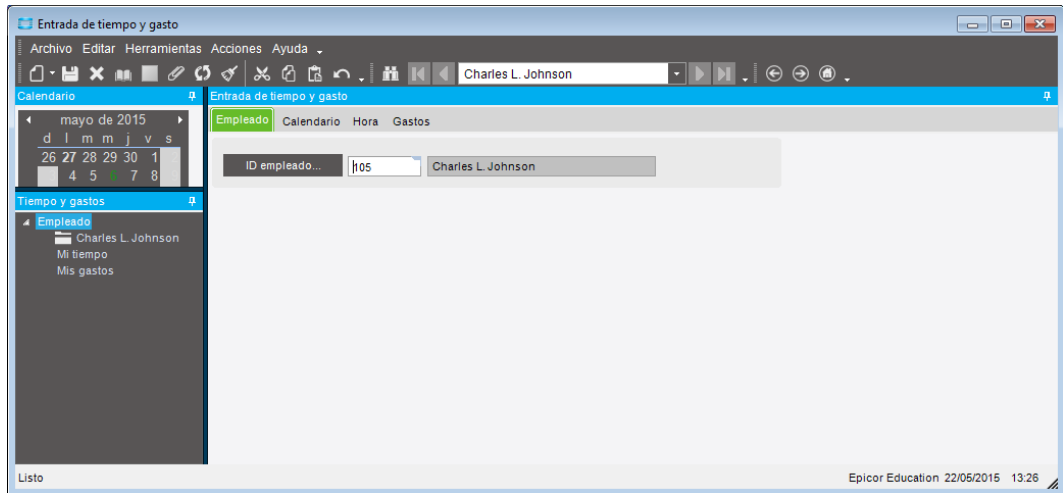 Entrada de tiempo y gasto
Archivo Editar Herramientas Acciones Ayuda
Charles L. Johnson
Calendario
mayo de 2015
d l m m j v s
26 27 28 29 30 1
4 5 6 7 8
Tiempo y gastos
Empleado
Charles L. Johnson
Mi tiempo
Mis gastos
Entrada de tiempo y gasto
Empleado Calendario Hora Gastos
ID empleado... 105 Charles L. Johnson
Listo Epicor Education 22/05/2015 13:26